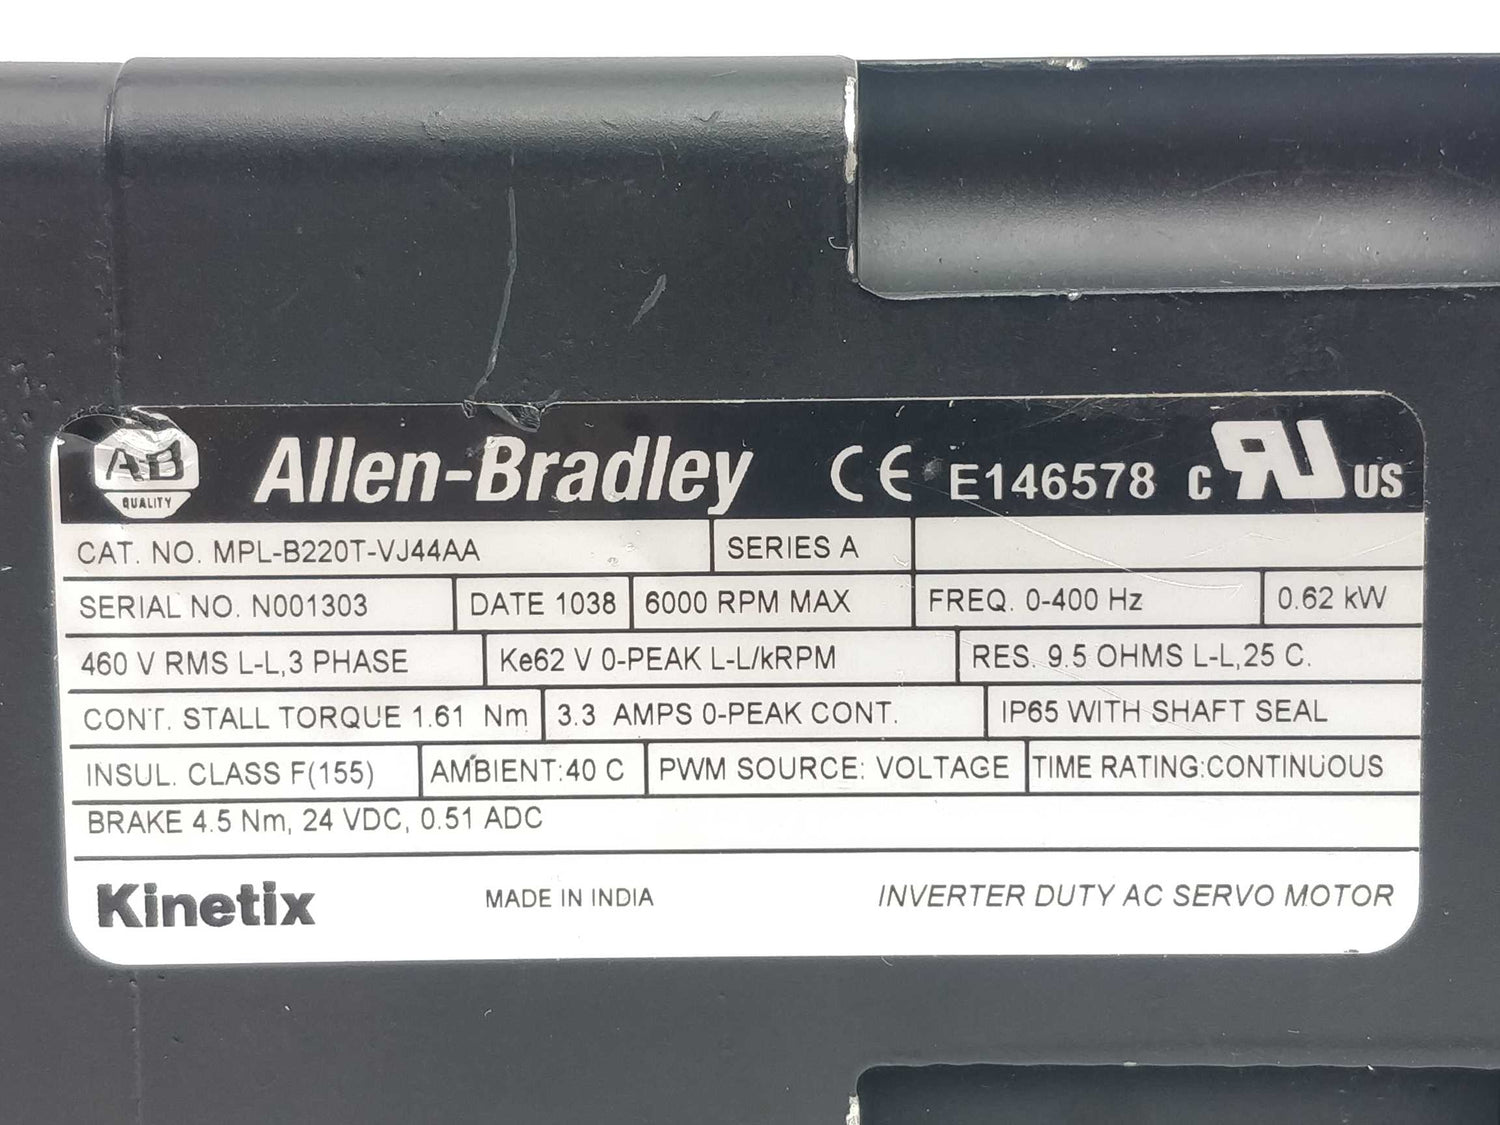 AB QUALITY Allen-Bradley CE E146578 c RU US
CAT. NO. MPL-B220T-VJ44AA SERIES A
SERIAL NO. N001303 DATE 1038 6000 RPM MAX FREQ. 0-400 Hz 0.62 kW
460 V RMS L-L,3 PHASE Ke62 V 0-PEAK L-L/kRPM RES. 9.5 OHMS L-L,25 C.
CONT. STALL TORQUE 1.61 Nm 3.3 AMPS 0-PEAK CONT. IP65 WITH SHAFT SEAL
INSUL. CLASS F(155) AMBIENT:40 C PWM SOURCE: VOLTAGE TIME RATING:CONTINUOUS
BRAKE 4.5 Nm, 24 VDC, 0.51 ADC
Kinetix MADE IN INDIA INVERTER DUTY AC SERVO MOTOR